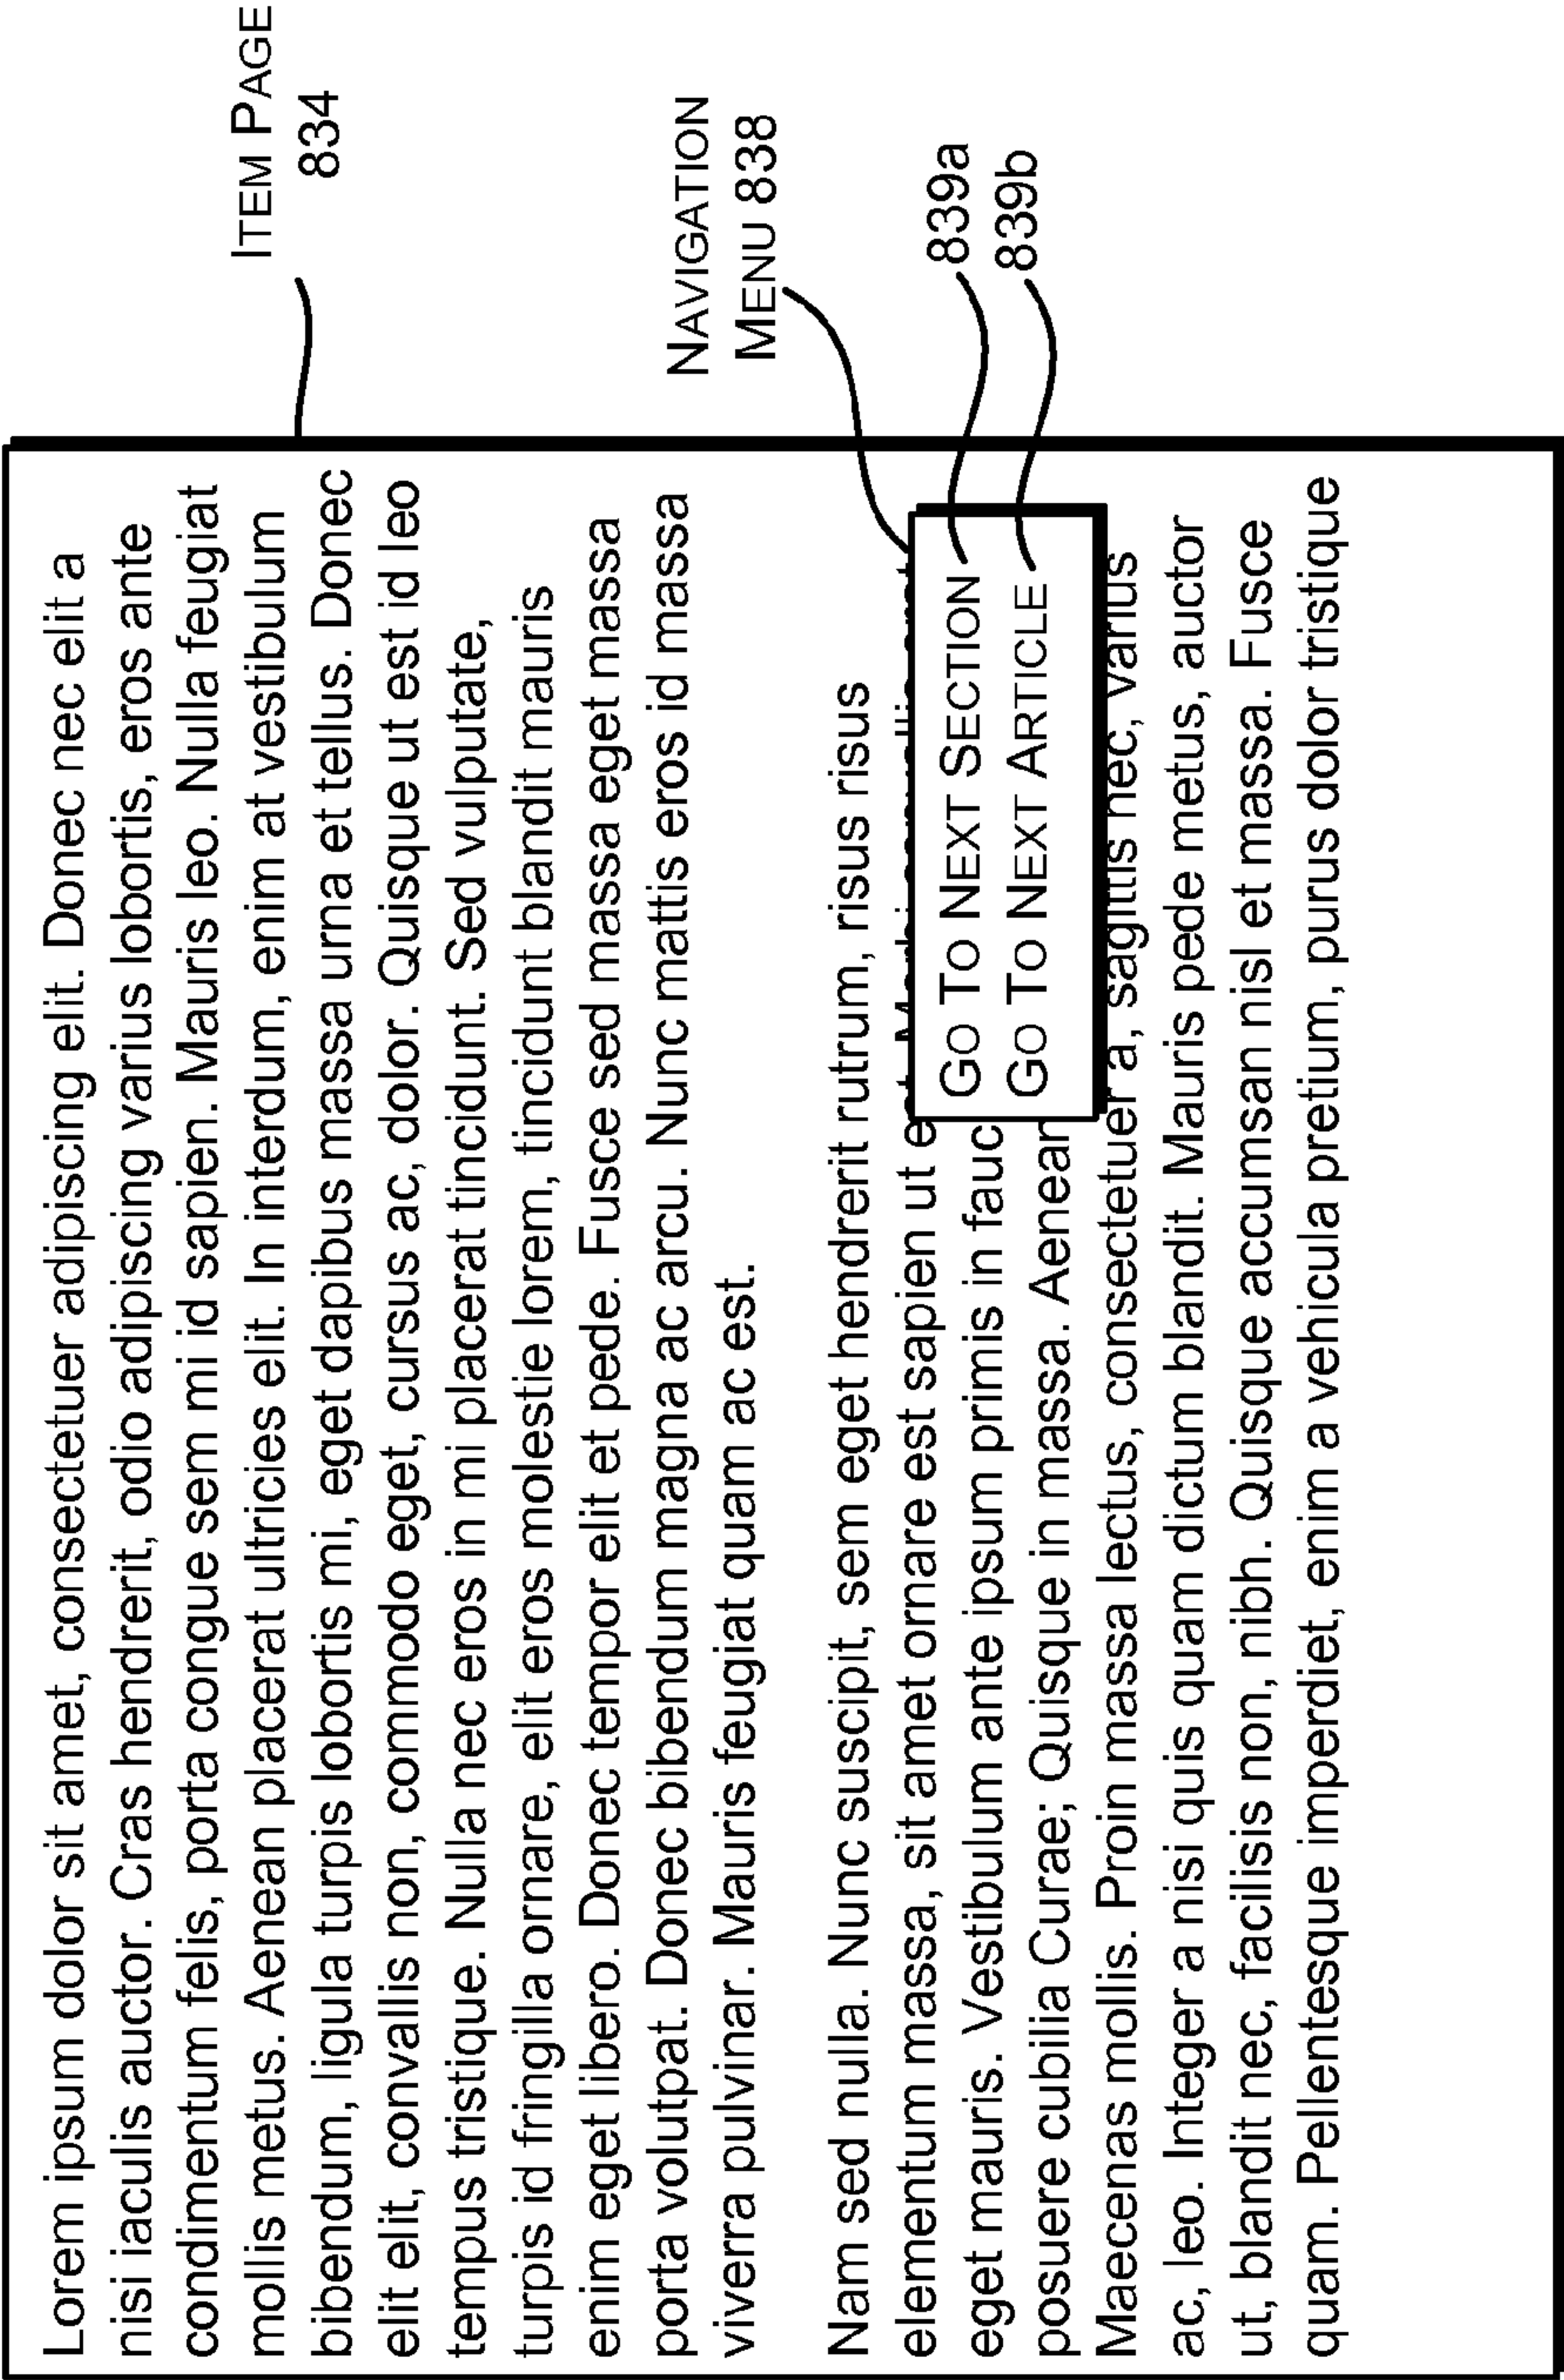 Lorem ipsum dolor sit amet, consectetuer adipiscing elit. Donec nec elit a
nisi iaculis auctor. Cras hendrerit, odio adipiscing varius lobortis, eros ante
condimentum felis, porta congue sem mi id sapien. Mauris leo. Nulla feugiat
mollis metus. Aenean placerat ultricies elit. In interdum, enim at vestibulum
bibendum, ligula turpis lobortis mi, eget dapibus massa urna et tellus. Donec
elit elit, convallis non, commodo eget, cursus ac, dolor. Quisque ut est id leo
tempus tristique. Nulla nec eros in mi placerat tincidunt. Sed vulputate,
turpis id fringilla ornare, elit eros molestie lorem, tincidunt blandit mauris
enim eget libero. Donec tempor elit et pede. Fusce sed massa eget massa
porta volutpat. Donec bibendum magna ac arcu. Nunc mattis eros id massa
viverra pulvinar. Mauris feugiat quam ac est.
Nam sed nulla. Nunc suscipit, sem eget hendrerit rutrum, risus risus
elementum massa, sit amet ornare est sapien ut
eget mauris. Vestibulum ante ipsum primis in fauc
posuere cubilia Curae; Quisque in massa. Aenean
Maecenas mollis. Proin massa lectus, consectetuer a, sagittis nec, varius
ac, leo. Integer a nisi quis quam dictum blandit. Mauris pede metus, auctor
ut, blandit nec, facilisis non, nibh. Quisque accumsan nisl et massa. Fusce
quam. Pellentesque imperdiet, enim a vehicula pretium, purus dolor tristique
GO TO NEXT SECTION
GO TO NEXT ARTICLE
ITEM PAGE
834
NAVIGATION
MENU 838
839a
839b